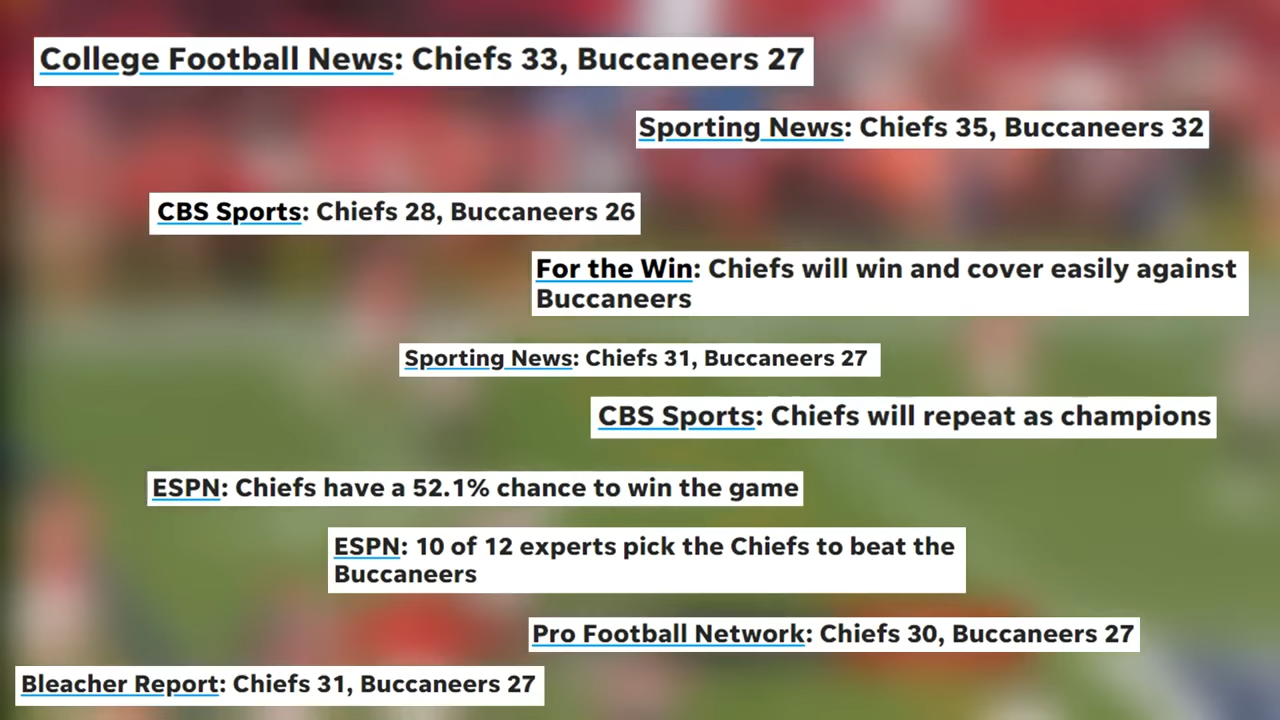 College Football News: Chiefs 33, Buccaneers 27
Sporting News: Chiefs 35, Buccaneers 32
CBS Sports: Chiefs 28, Buccaneers 26
For the Win: Chiefs will win and cover easily against
Buccaneers
Sporting News: Chiefs 31, Buccaneers 27
CBS Sports: Chiefs will repeat as champions
ESPN: Chiefs have a 52.1% chance to win the game
ESPN: 10 of 12 experts pick the Chiefs to beat the
Buccaneers
Pro Football Network: Chiefs 30, Buccaneers 27
Bleacher Report: Chiefs 31, Buccaneers 27